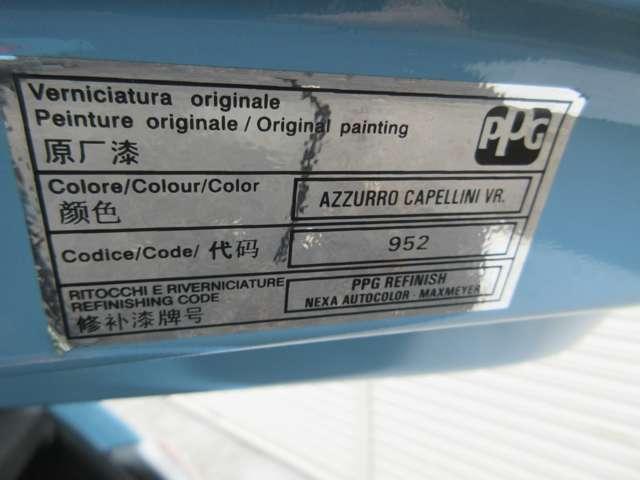 Verniciatura originale
Peinture originale / Original painting
原厂漆
PPG
Colore/Colour/Color
颜色
AZZURRO CAPELLINI VR.
Codice/Code/ 代码
952
RITOCCHI E RIVERNICIATURE
REFINISHING CODE
修补漆牌号
PPG REFINISH
NEXA AUTOCOLOR - MAXMEYER